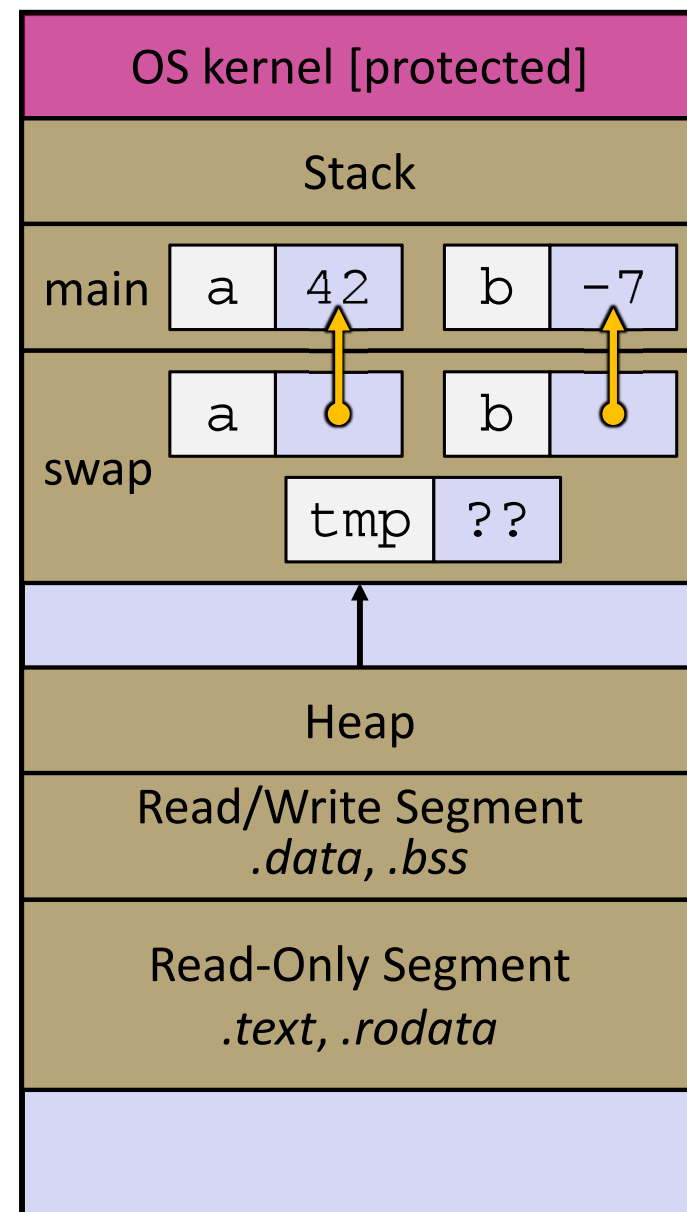 OS kernel [protected]
Stack
main a 42 b -7
a b
swap
tmp ??
Heap
Read/Write Segment
.data, .bss
Read-Only Segment
.text, .rodata